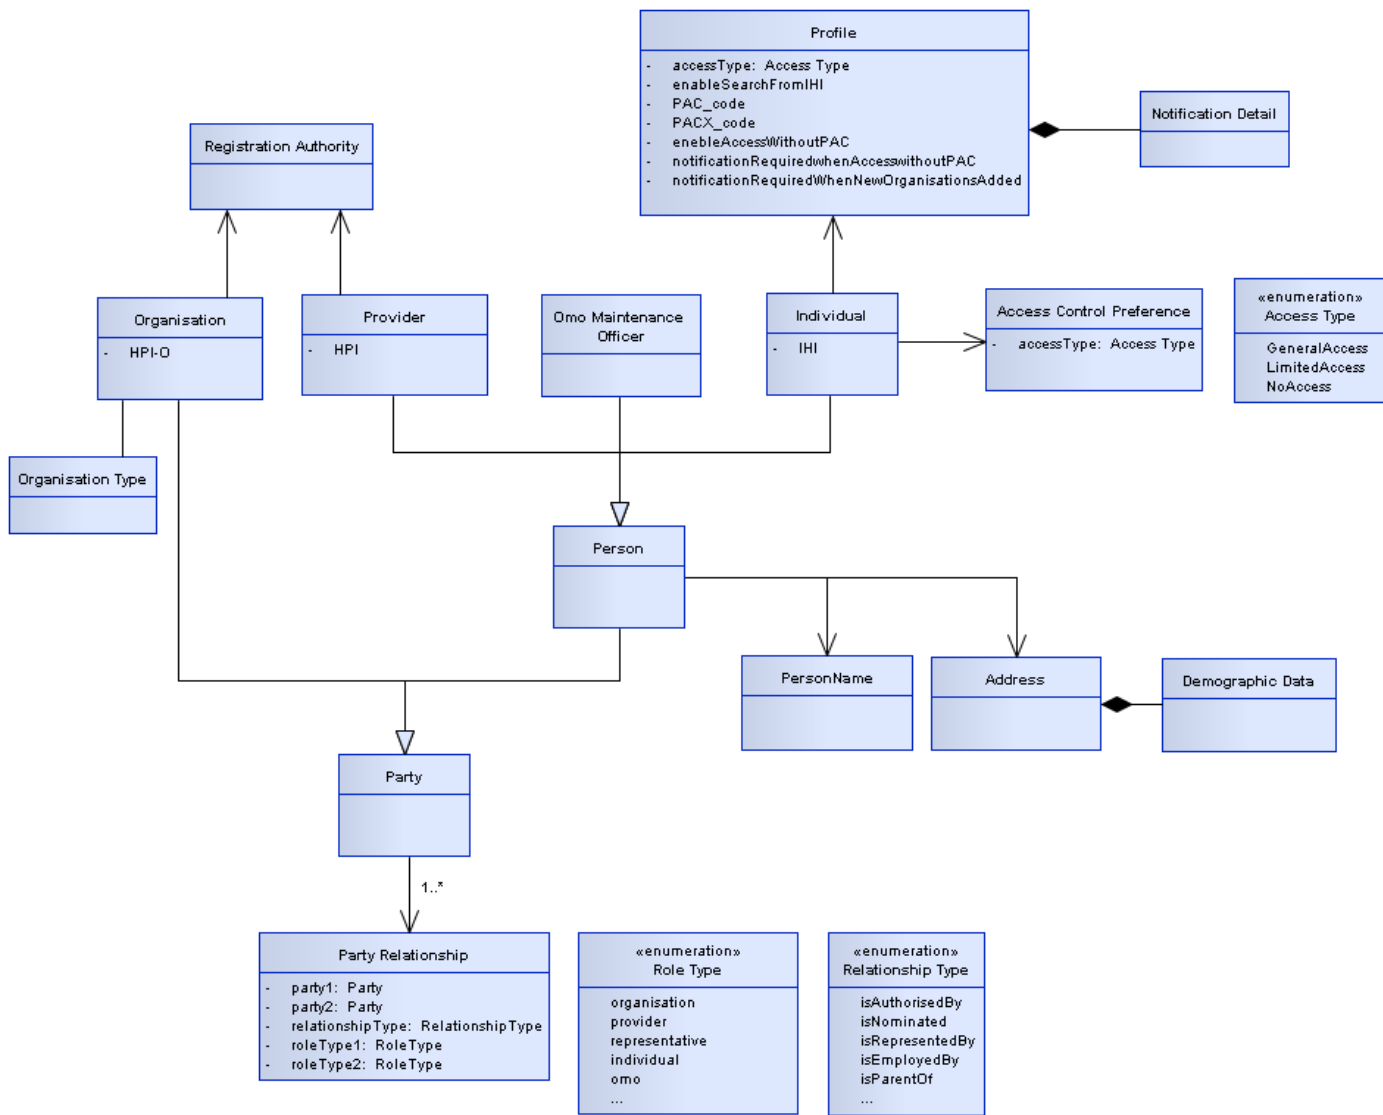 Profile
- accessType: Access Type
- enableSearchFromIHI
- PAC_code
- PACX_code
- enebleAccessWithoutPAC
- notificationRequiredwhenAccesswithoutPAC
- notificationRequiredWhenNewOrganisationsAdded
Notification Detail
Registration Authority
Organisation
- HPI-O
Provider
- HPI
Omo Maintenance
Officer
Individual
- IHI
Access Control Preference
- accessType: Access Type
«enumeration»
Access Type
GeneralAccess
LimitedAccess
NoAccess
Organisation Type
Person
PersonName
Address
Demographic Data
Party
1..*
Party Relationship
- party1: Party
- party2: Party
- relationshipType: RelationshipType
- roleType1: RoleType
- roleType2: RoleType
«enumeration»
Role Type
organisation
provider
representative
individual
omo
...
«enumeration»
Relationship Type
isAuthorisedBy
isNominated
isRepresentedBy
isEmployedBy
isParentOf
...